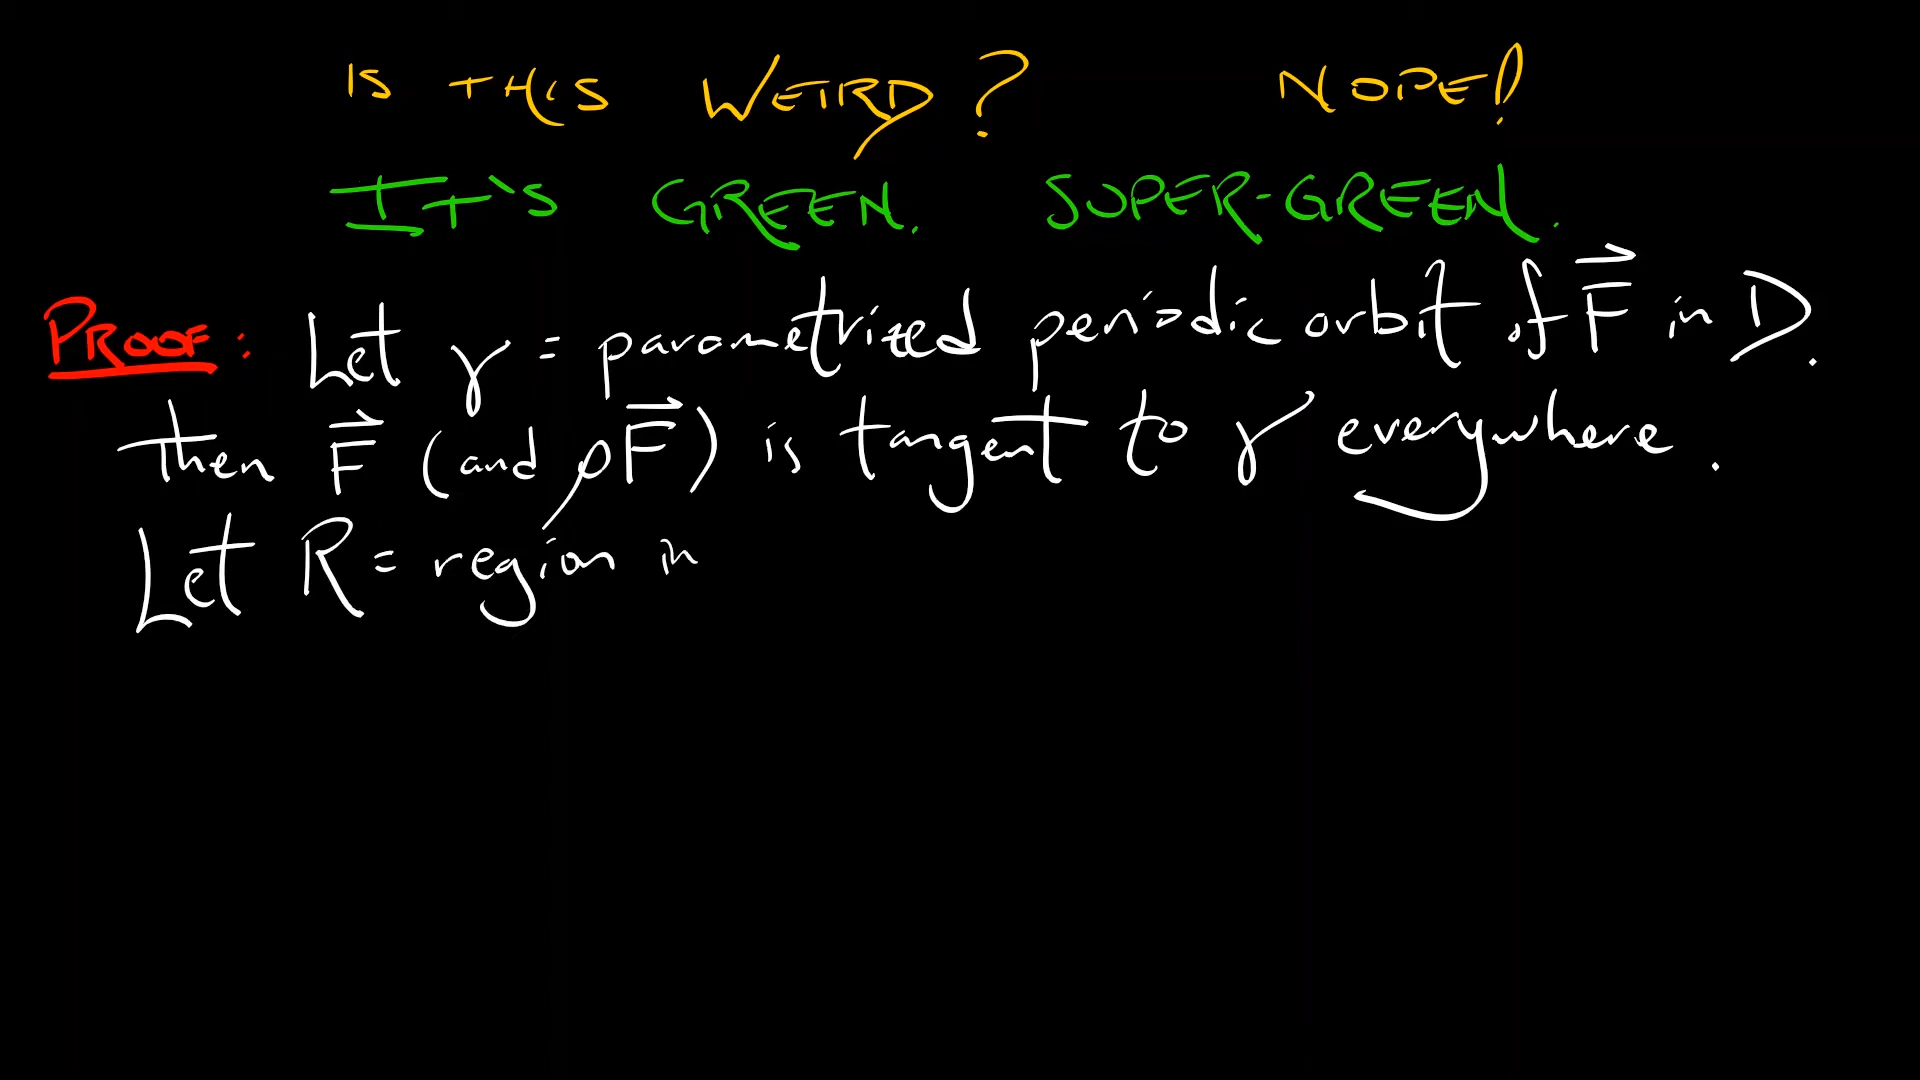 IS THIS WEIRD? NOPE!
IT'S GREEN. SUPER-GREEN.
PROOF: Let γ = parametrized periodic orbit of F⃗ in D.
Then F⃗ (and ρF⃗) is tangent to γ everywhere.
Let R = region in